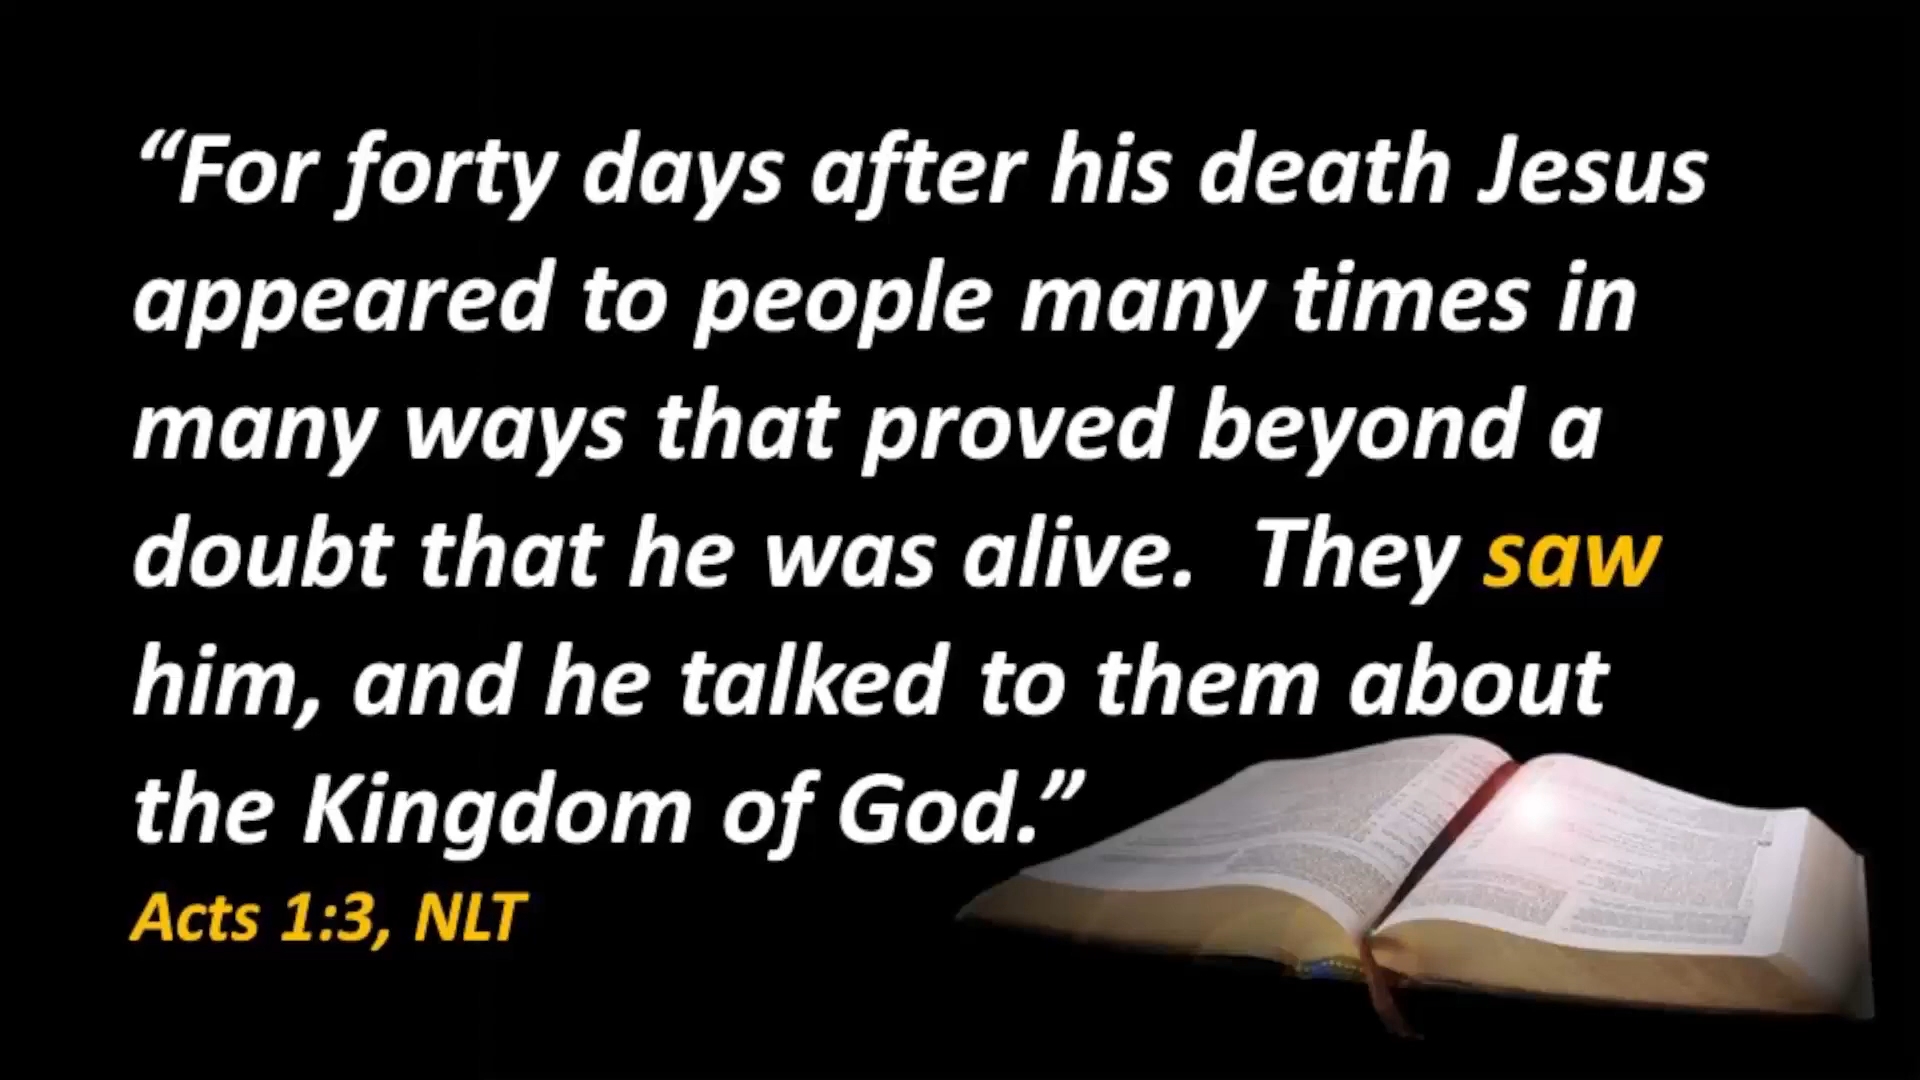 “For forty days after his death Jesus
appeared to people many times in
many ways that proved beyond a
doubt that he was alive.  They saw
him, and he talked to them about
the Kingdom of God.”
Acts 1:3, NLT